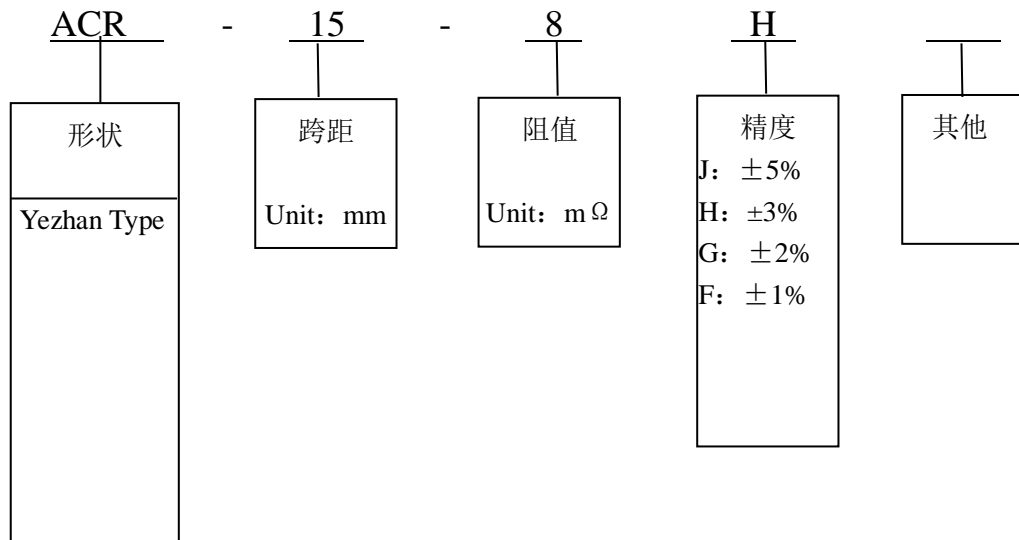 ACR - 15 - 8 H
形状
Yezhan Type
跨距
Unit：mm
阻值
Unit：mΩ
精度
J： ±5%
H： ±3%
G： ±2%
F： ±1%
其他